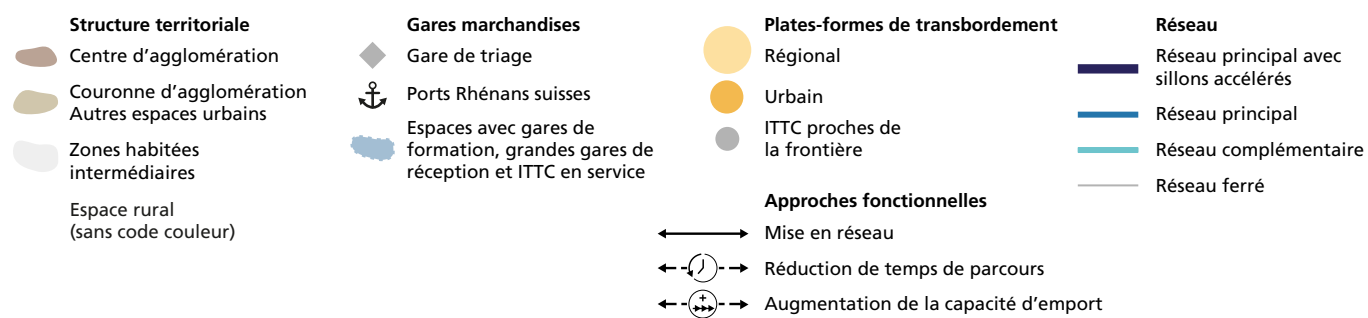 Structure territoriale
Centre d'agglomération
Couronne d'agglomération
Autres espaces urbains
Zones habitées
intermédiaires
Espace rural
(sans code couleur)
Gares marchandises
Gare de triage
Ports Rhénans suisses
Espaces avec gares de
formation, grandes gares de
réception et ITTC en service
Plates-formes de transbordement
Régional
Urbain
ITTC proches de
la frontière
Approches fonctionnelles
Mise en réseau
Réduction de temps de parcours
Augmentation de la capacité d'emport
Réseau
Réseau principal avec
sillons accélérés
Réseau principal
Réseau complémentaire
Réseau ferré